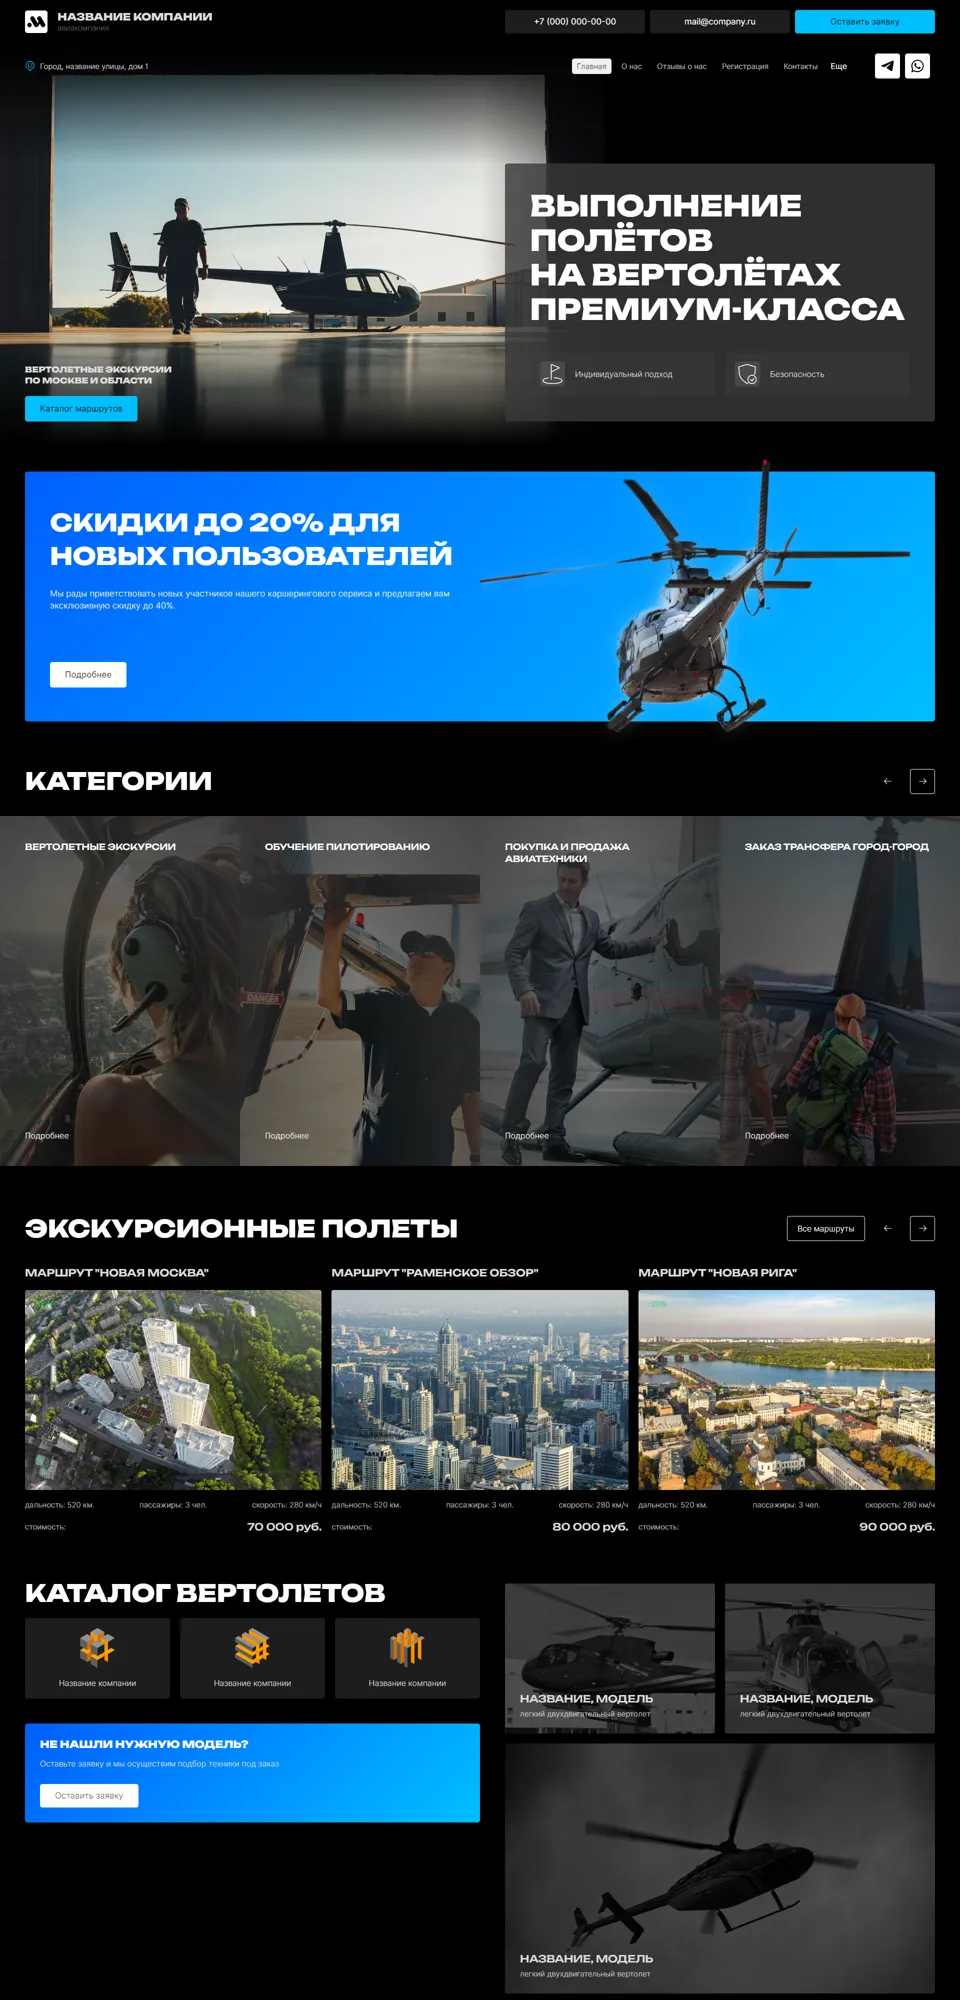 НАЗВАНИЕ КОМПАНИИ
авиакомпания
+7 (000) 000-00-00
mail@company.ru
Оставить заявку
Город, название улицы, дом 1
Главная
О нас
Отзывы о нас
Регистрация
Контакты
Еще
ВЫПОЛНЕНИЕ
ПОЛЁТОВ
НА ВЕРТОЛЁТАХ
ПРЕМИУМ-КЛАССА
Индивидуальный подход
Безопасность
ВЕРТОЛЕТНЫЕ ЭКСКУРСИИ
ПО МОСКВЕ И ОБЛАСТИ
Каталог маршрутов
СКИДКИ ДО 20% ДЛЯ
НОВЫХ ПОЛЬЗОВАТЕЛЕЙ
Мы рады приветствовать новых участников нашего каршерингового сервиса и предлагаем вам
эксклюзивную скидку до 40%.
Подробнее
КАТЕГОРИИ
ВЕРТОЛЕТНЫЕ ЭКСКУРСИИ
Подробнее
ОБУЧЕНИЕ ПИЛОТИРОВАНИЮ
DANGER
Подробнее
ПОКУПКА И ПРОДАЖА
АВИАТЕХНИКИ
Подробнее
ЗАКАЗ ТРАНСФЕРА ГОРОД-ГОРОД
Подробнее
ЭКСКУРСИОННЫЕ ПОЛЕТЫ
Все маршруты
МАРШРУТ "НОВАЯ МОСКВА"
дальность: 520 км.
пассажиры: 3 чел.
скорость: 280 км/ч
стоимость:
70 000 руб.
МАРШРУТ "РАМЕНСКОЕ ОБЗОР"
дальность: 520 км.
пассажиры: 3 чел.
скорость: 280 км/ч
стоимость:
80 000 руб.
МАРШРУТ "НОВАЯ РИГА"
-20%
дальность: 520 км.
пассажиры: 3 чел.
скорость: 280 км/ч
стоимость:
90 000 руб.
КАТАЛОГ ВЕРТОЛЕТОВ
Название компании
Название компании
Название компании
НЕ НАШЛИ НУЖНУЮ МОДЕЛЬ?
Оставьте заявку и мы осуществим подбор техники под заказ
Оставить заявку
НАЗВАНИЕ, МОДЕЛЬ
легкий двухдвигательный вертолет
НАЗВАНИЕ, МОДЕЛЬ
легкий двухдвигательный вертолет
НАЗВАНИЕ, МОДЕЛЬ
легкий двухдвигательный вертолет